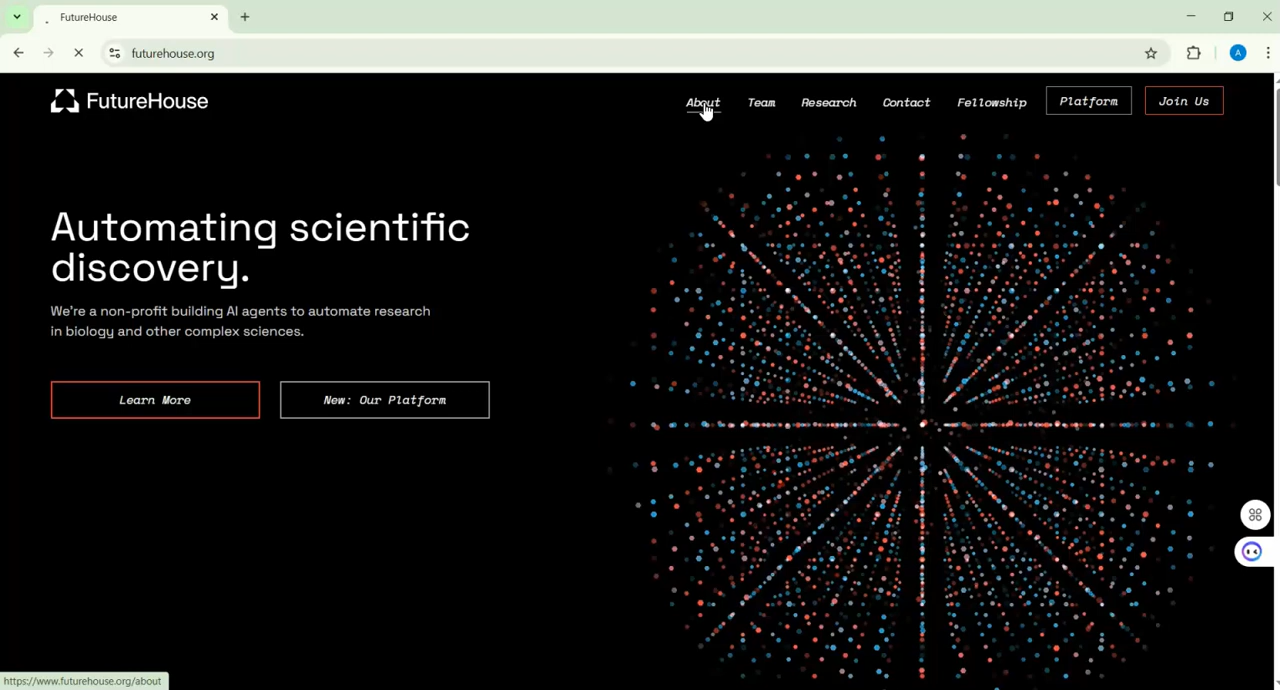 FutureHouse
futurehouse.org
A
FutureHouse
About
Team
Research
Contact
Fellowship
Platform
Join Us
Automating scientific
discovery.
We're a non-profit building AI agents to automate research
in biology and other complex sciences.
Learn More
New: Our Platform
https://www.futurehouse.org/about